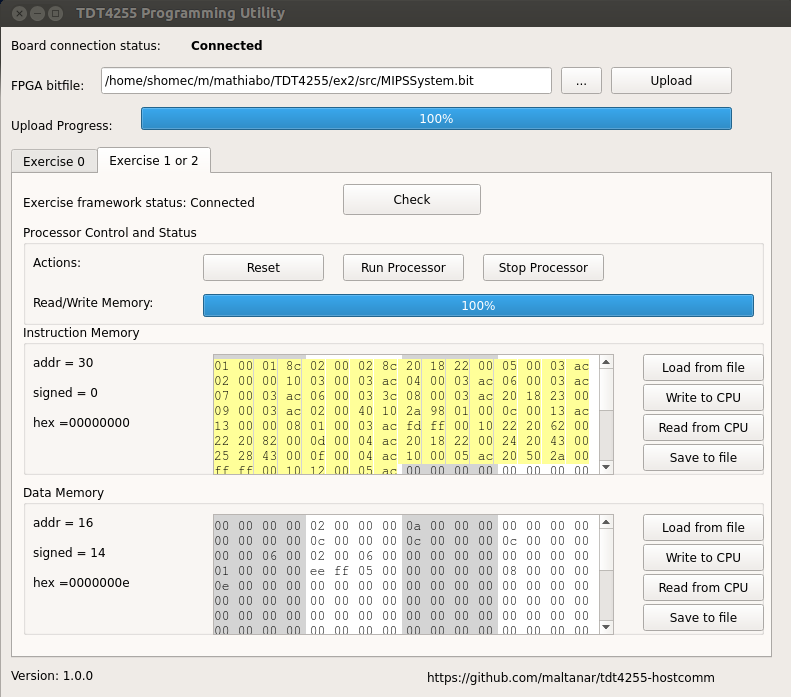 TDT4255 Programming Utility
Board connection status: Connected
FPGA bitfile: /home/shomec/m/mathiabo/TDT4255/ex2/src/MIPSSystem.bit ... Upload
Upload Progress: 100%
Exercise 0 Exercise 1 or 2
Exercise framework status: Connected Check
Processor Control and Status
Actions: Reset Run Processor Stop Processor
Read/Write Memory: 100%
Instruction Memory
addr = 30
signed = 0
hex =00000000
01 00 01 8c 02 00 02 8c 20 18 22 00 05 00 03 ac
02 00 00 10 03 00 03 ac 04 00 03 ac 06 00 03 ac
07 00 03 ac 06 00 03 3c 08 00 03 ac 20 18 23 00
09 00 03 ac 02 00 40 10 2a 98 01 00 0c 00 13 ac
13 00 00 08 01 00 03 ac fd ff 00 10 22 20 62 00
22 20 82 00 0d 00 04 ac 20 18 22 00 24 20 43 00
25 28 43 00 0f 00 04 ac 10 00 05 ac 20 50 2a 00
ff ff 00 10 12 00 05 ac 00 00 00 00 00 00 00 00
Load from file
Write to CPU
Read from CPU
Save to file
Data Memory
addr = 16
signed = 14
hex =0000000e
00 00 00 00 02 00 00 00 0a 00 00 00 00 00 00 00
00 00 00 00 0c 00 00 00 0c 00 00 00 0c 00 00 00
00 00 06 00 02 00 06 00 00 00 00 00 00 00 00 00
01 00 00 00 ee ff 05 00 00 00 00 00 08 00 00 00
0e 00 00 00 00 00 00 00 00 00 00 00 00 00 00 00
00 00 00 00 00 00 00 00 00 00 00 00 00 00 00 00
00 00 00 00 00 00 00 00 00 00 00 00 00 00 00 00
00 00 00 00 00 00 00 00 00 00 00 00 00 00 00 00
Load from file
Write to CPU
Read from CPU
Save to file
Version: 1.0.0 https://github.com/maltanar/tdt4255-hostcomm